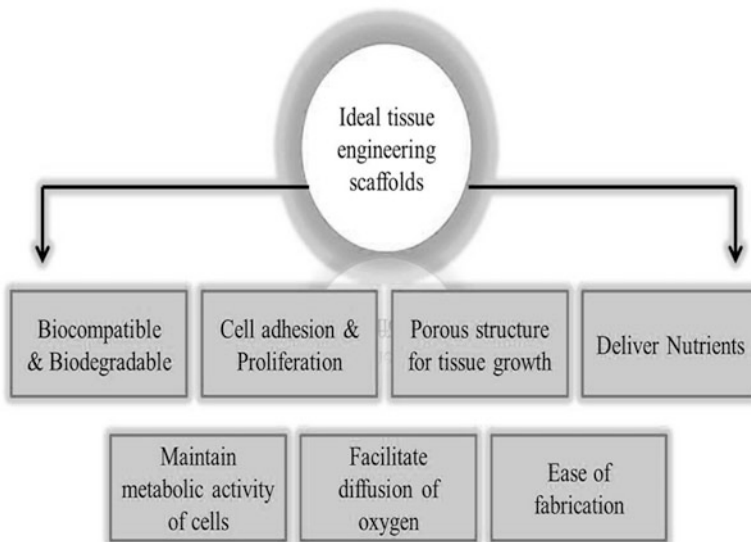 Ideal tissue
engineering
scaffolds
Biocompatible
& Biodegradable
Cell adhesion &
Proliferation
Porous structure
for tissue growth
Deliver Nutrients
Maintain
metabolic activity
of cells
Facilitate
diffusion of
oxygen
Ease of
fabrication